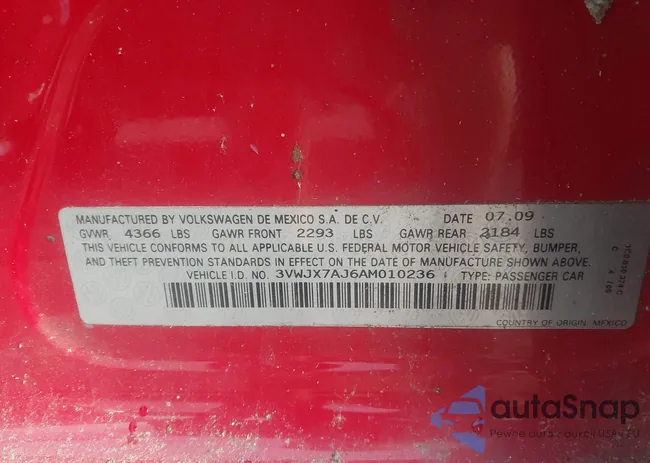 MANUFACTURED BY VOLKSWAGEN DE MEXICO S.A. DE C.V. DATE 07.09
GVWR 4366 LBS GAWR FRONT 2293 LBS GAWR REAR 2184 LBS
THIS VEHICLE CONFORMS TO ALL APPLICABLE U.S. FEDERAL MOTOR VEHICLE SAFETY, BUMPER,
AND THEFT PREVENTION STANDARDS IN EFFECT ON THE DATE OF MANUFACTURE SHOWN ABOVE.
VEHICLE I.D. NO. 3VWJX7AJ6AM010236 TYPE: PASSENGER CAR
COUNTRY OF ORIGIN, MEXICO
autoSnap